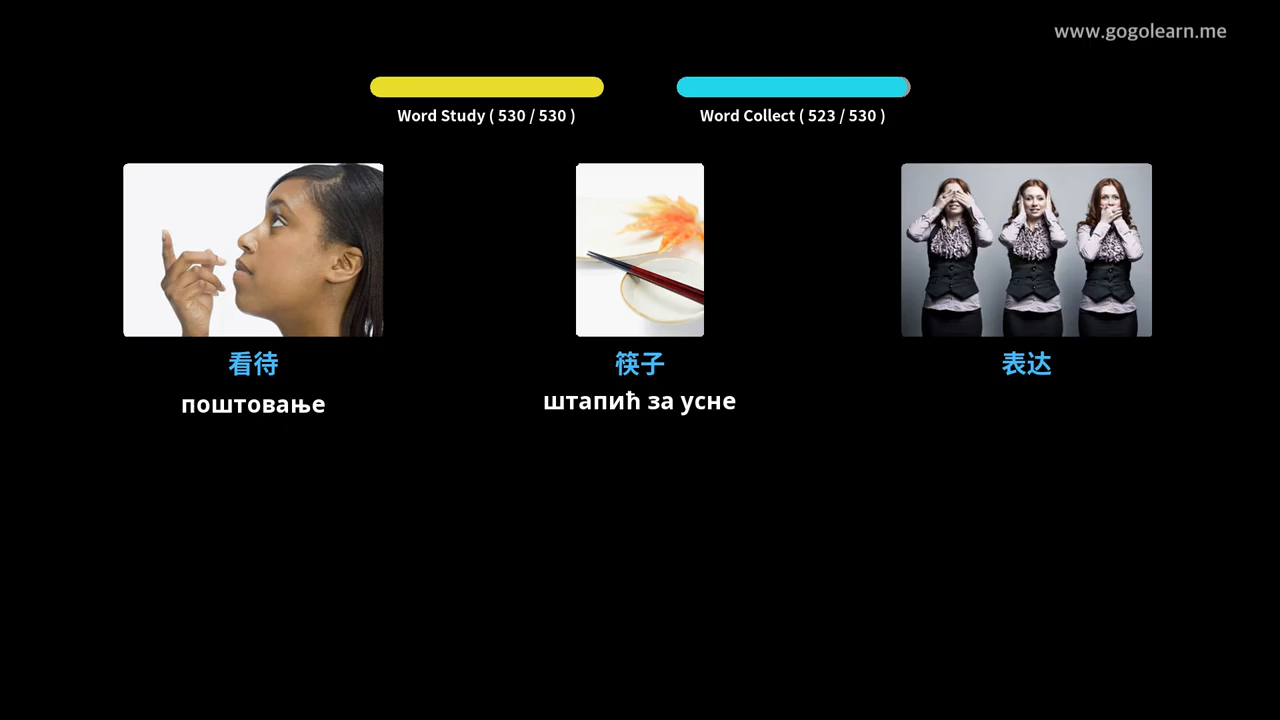 www.gogolearn.me
Word Study ( 530 / 530 )
Word Collect ( 523 / 530 )
看待
筷子
表达
поштовање
штапић за усне